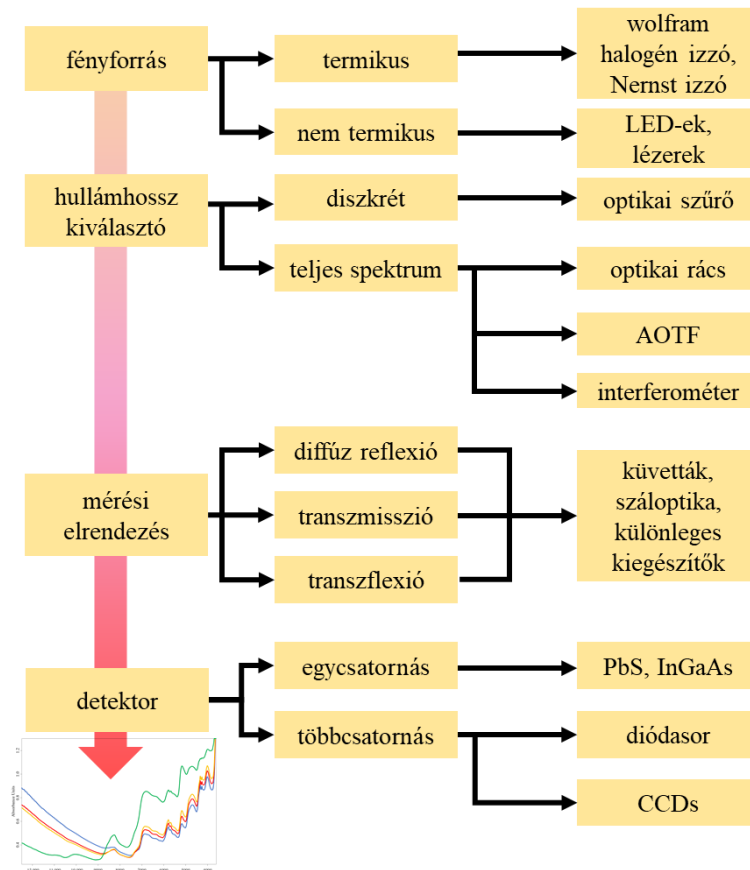 fényforrás
termikus
wolfram
halogén izzó,
Nernst izzó
nem termikus
LED-ek,
lézerek
hullámhossz
kiválasztó
diszkrét
optikai szűrő
teljes spektrum
optikai rács
AOTF
interferométer
mérési
elrendezés
diffúz reflexió
transzmisszió
transzflexió
küvetták,
száloptika,
különleges
kiegészítők
detektor
egycsatornás
PbS, InGaAs
többcsatornás
diódasor
CCDs